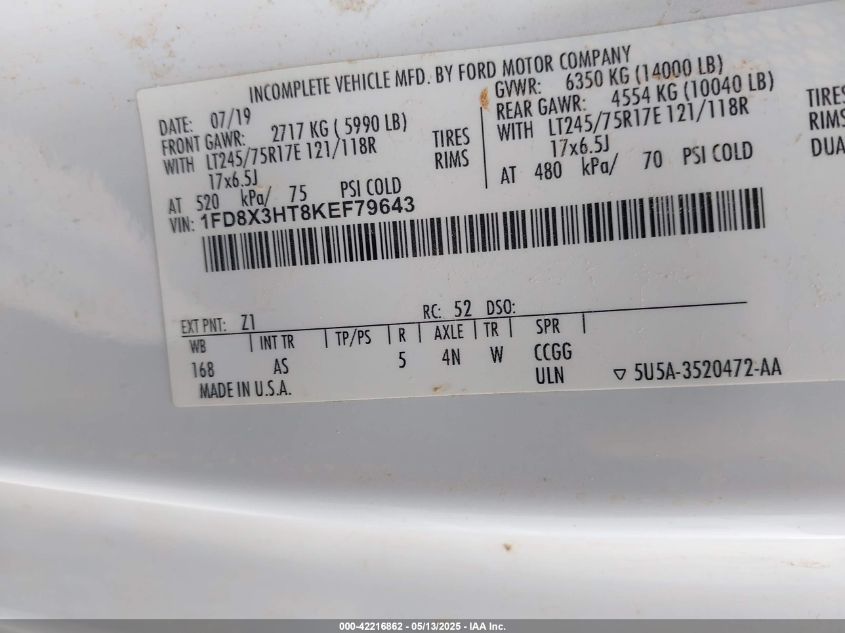 INCOMPLETE VEHICLE MFD. BY FORD MOTOR COMPANY
DATE: 07/19 GVWR: 6350 KG (14000 LB)
FRONT GAWR: 2717 KG ( 5990 LB) REAR GAWR: 4554 KG (10040 LB)
WITH LT245/75R17E 121/118R TIRES WITH LT245/75R17E 121/118R TIRES
17x6.5J RIMS 17x6.5J RIMS
AT 520 kPa/ 75 PSI COLD AT 480 kPa/ 70 PSI COLD DUA
VIN: 1FD8X3HT8KEF79643
EXT PNT: Z1 RC: 52 DSO:
WB INT TR TP/PS R AXLE TR SPR
168 AS 5 4N W CCGG
MADE IN U.S.A. ULN ▽ 5U5A-3520472-AA
000-42216862 - 05/13/2025 - IAA Inc.